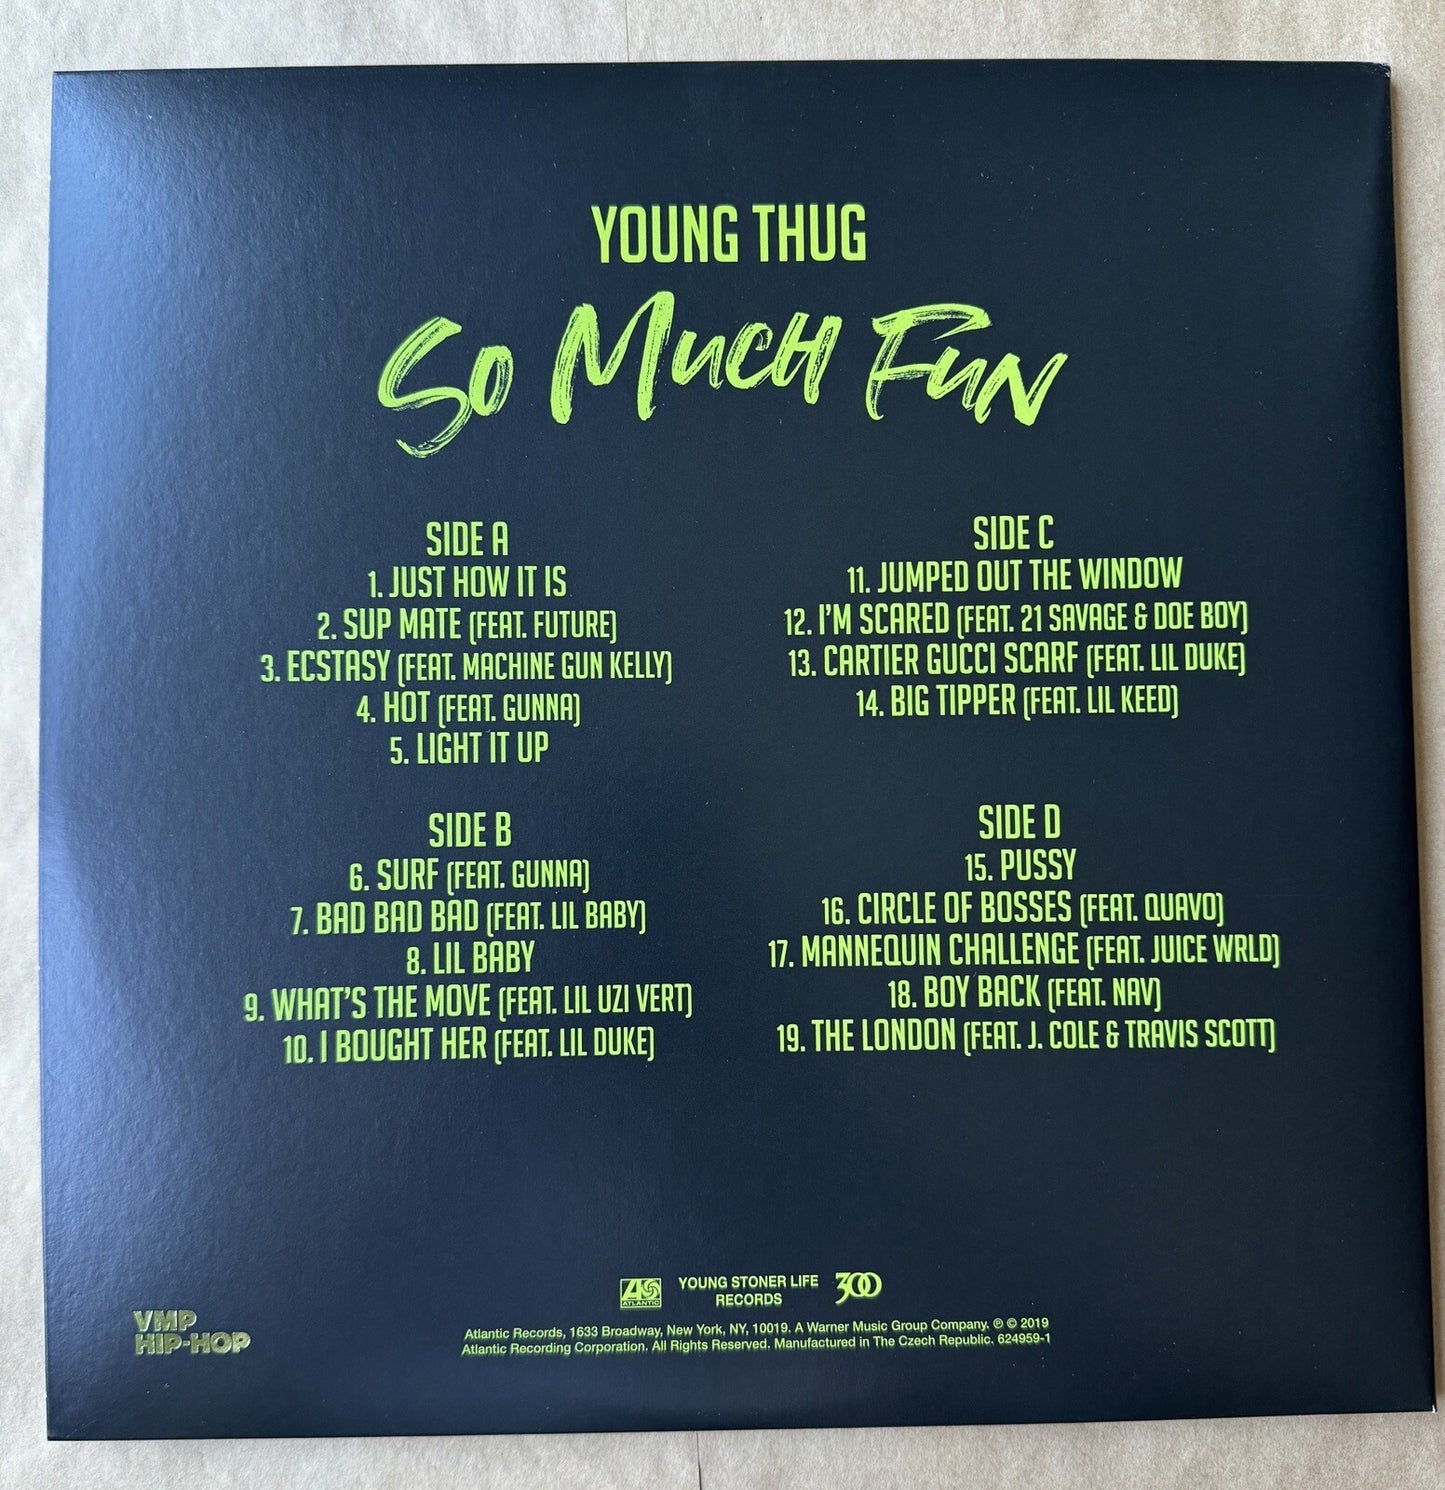 YOUNG THUG
SO MUCH FUN
SIDE A
1. JUST HOW IT IS
2. SUP MATE (FEAT. FUTURE)
3. ECSTASY (FEAT. MACHINE GUN KELLY)
4. HOT (FEAT. GUNNA)
5. LIGHT IT UP
SIDE B
6. SURF (FEAT. GUNNA)
7. BAD BAD BAD (FEAT. LIL BABY)
8. LIL BABY
9. WHAT'S THE MOVE (FEAT. LIL UZI VERT)
10. I BOUGHT HER (FEAT. LIL DUKE)
SIDE C
11. JUMPED OUT THE WINDOW
12. I'M SCARED (FEAT. 21 SAVAGE & DOE BOY)
13. CARTIER GUCCI SCARF (FEAT. LIL DUKE)
14. BIG TIPPER (FEAT. LIL KEED)
SIDE D
15. PUSSY
16. CIRCLE OF BOSSES (FEAT. QUAVO)
17. MANNEQUIN CHALLENGE (FEAT. JUICE WRLD)
18. BOY BACK (FEAT. NAV)
19. THE LONDON (FEAT. J. COLE & TRAVIS SCOTT)
ATLANTIC
YOUNG STONER LIFE
RECORDS
300
VMP
HIP-HOP
Atlantic Records, 1633 Broadway, New York, NY, 10019. A Warner Music Group Company. ℗ © 2019
Atlantic Recording Corporation. All Rights Reserved. Manufactured in The Czech Republic. 624959-1